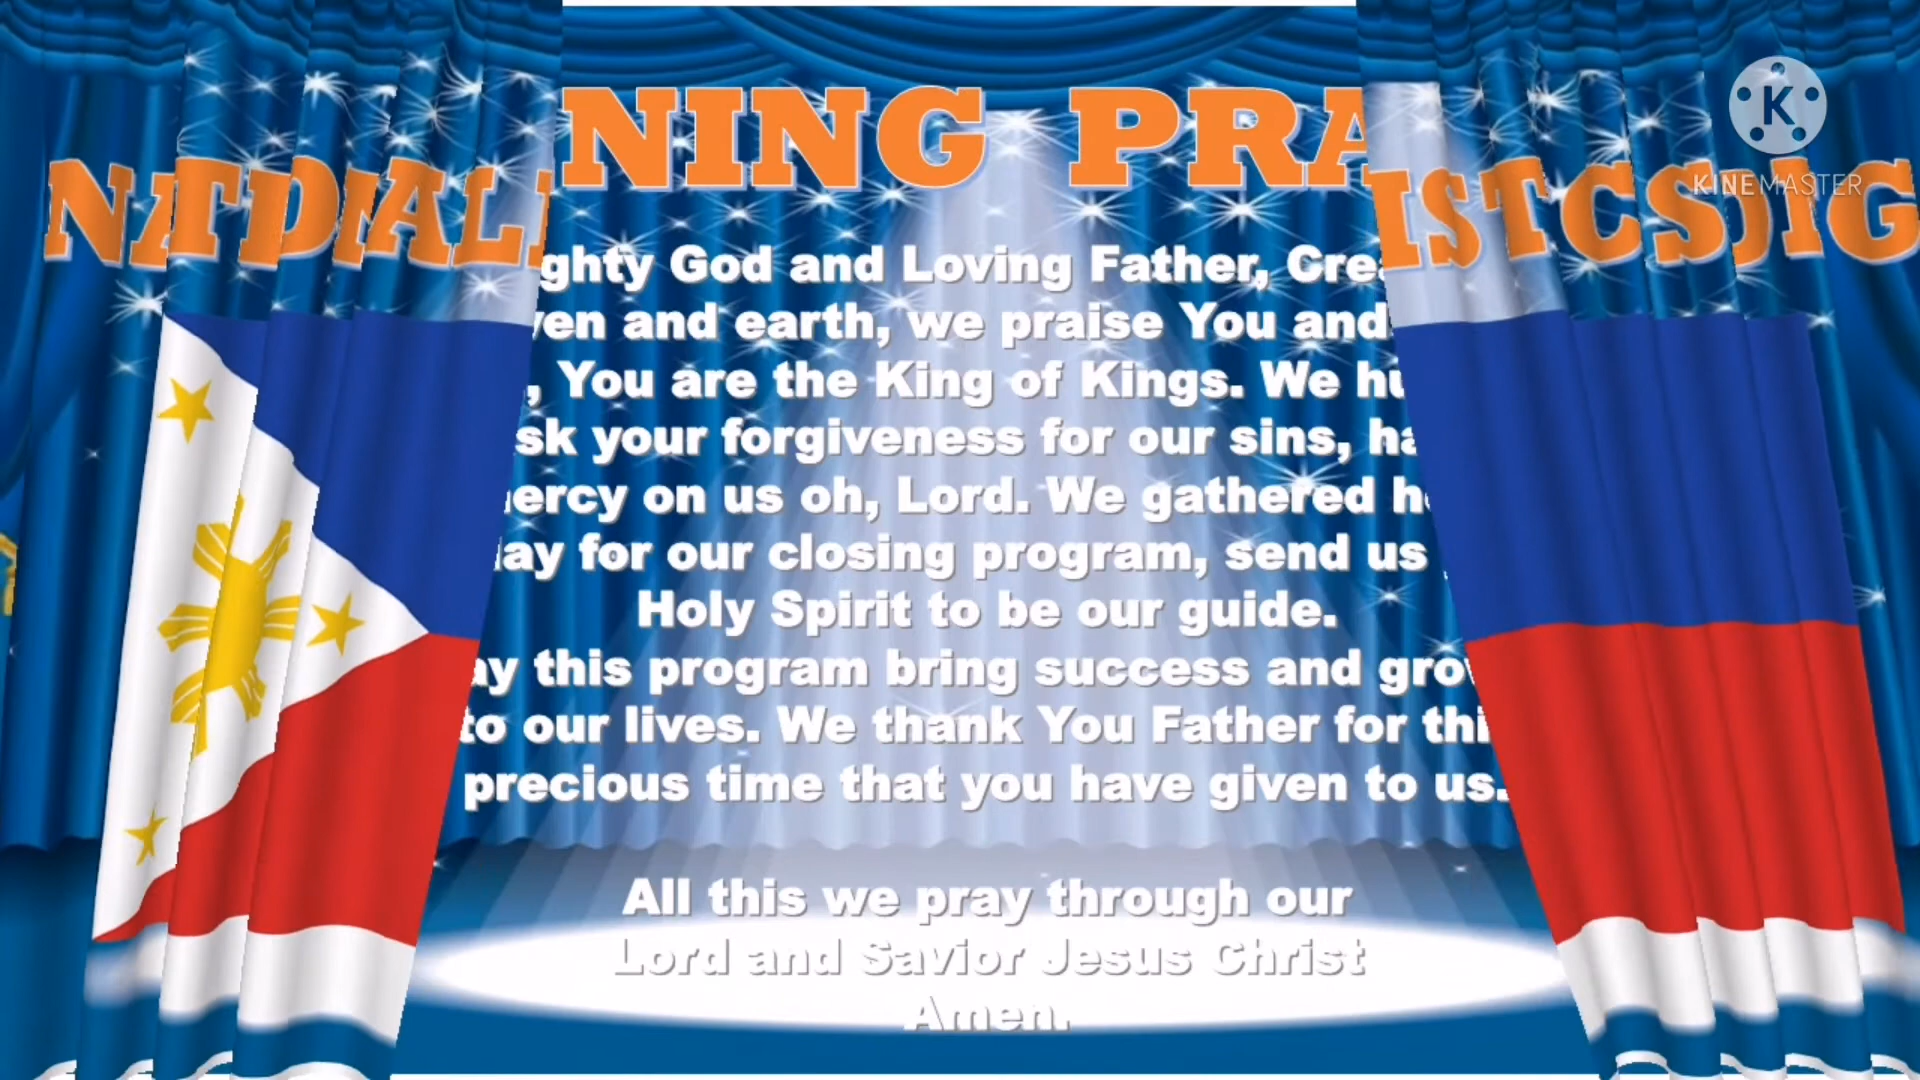 NING PRA
KINEMASTER
ghty God and Loving Father, Cre
en and earth, we praise You and
, You are the King of Kings. We hu
sk your forgiveness for our sins, ha
ercy on us oh, Lord. We gathered h
ay for our closing program, send us
Holy Spirit to be our guide.
ay this program bring success and gro
to our lives. We thank You Father for thi
precious time that you have given to us.
All this we pray through our
Lord and Savior Jesus Christ
Amen.